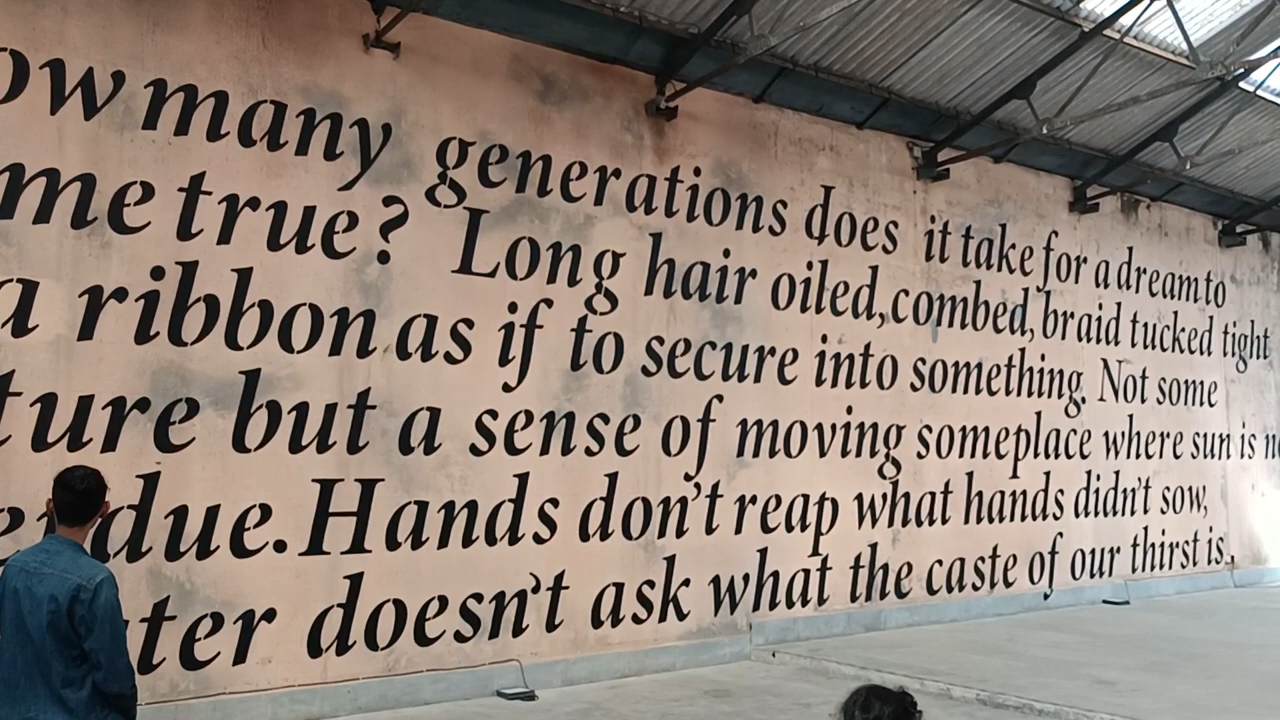 ow many generations does it take for a dream to
me true? Long hair oiled, combed, braid tucked tight
a ribbon as if to secure into something. Not some
ture but a sense of moving someplace where sun is
due. Hands don't reap what hands didn't sow,
ter doesn't ask what the caste of our thirst is.